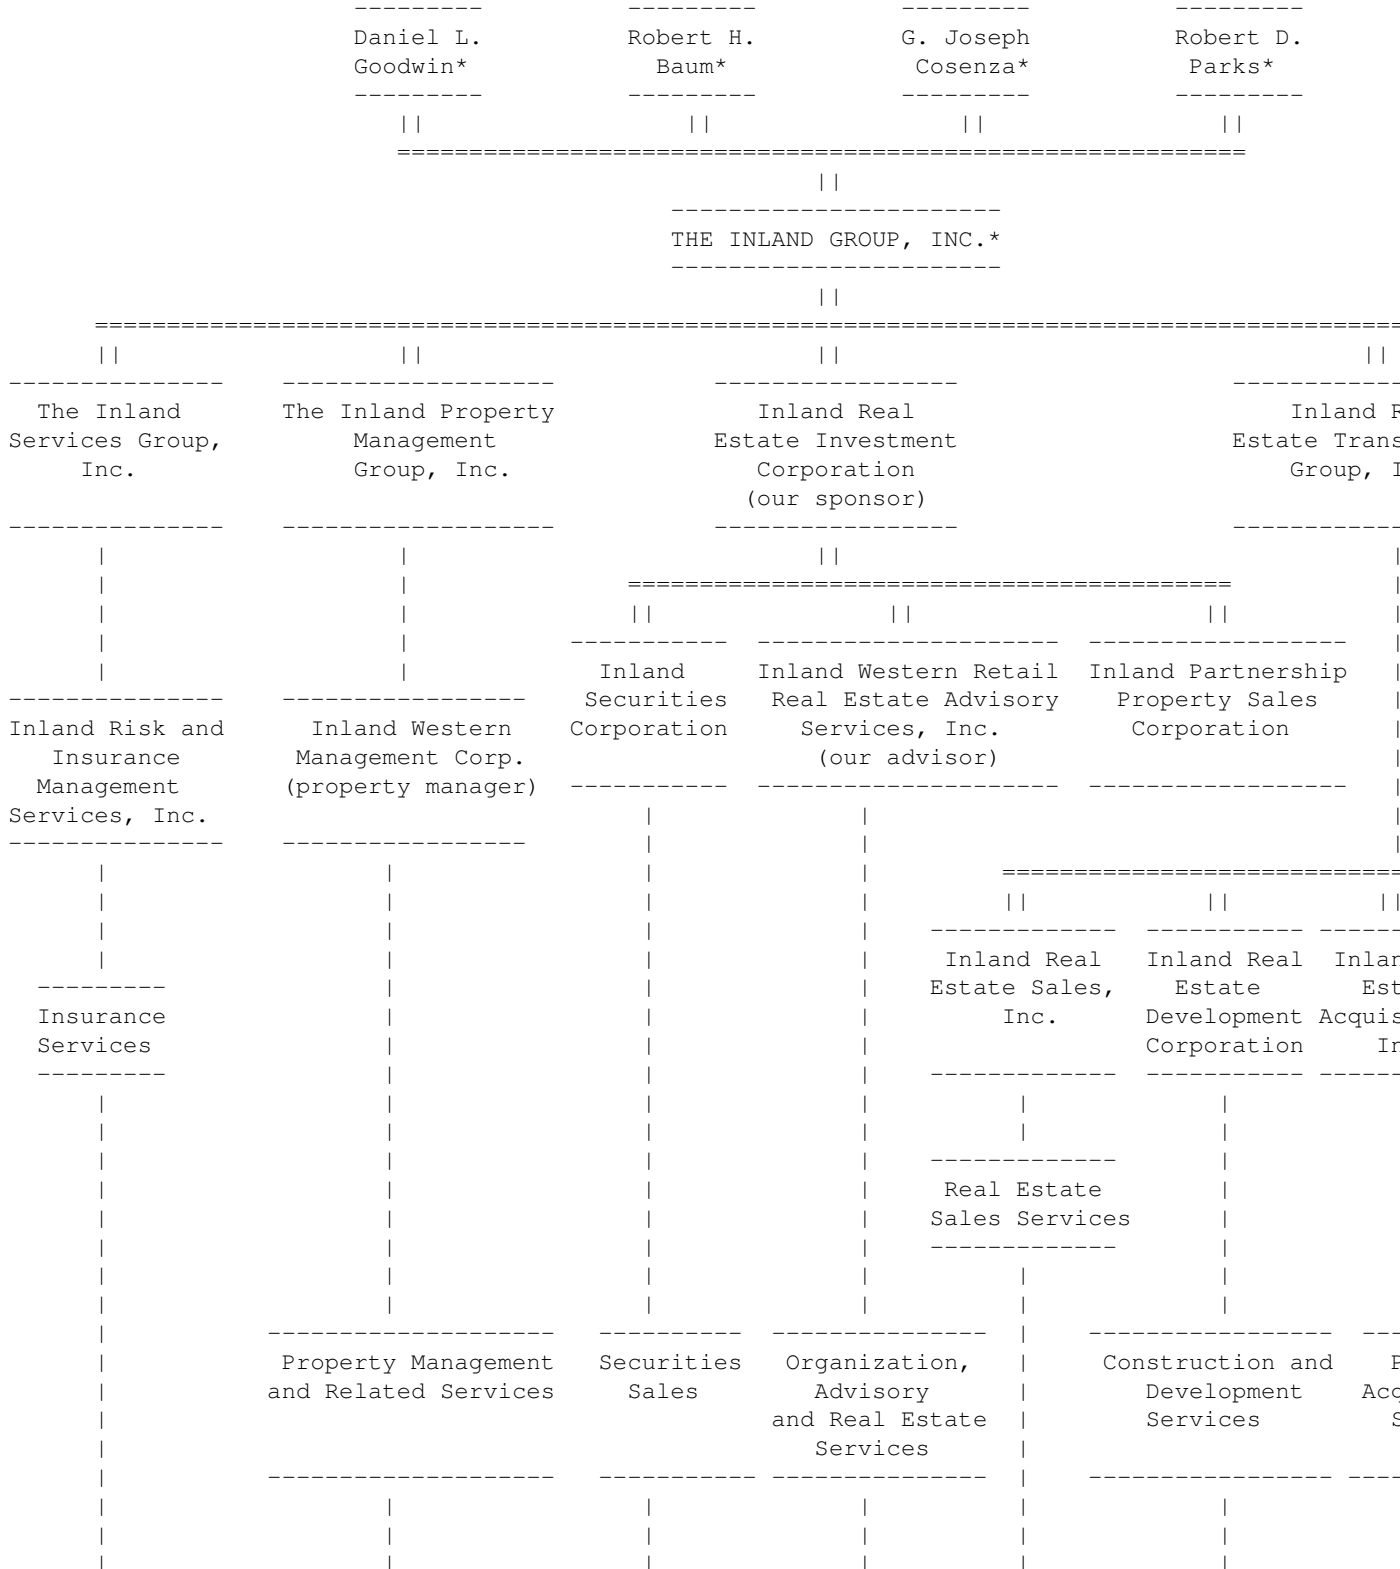 Daniel L. Robert H. G. Joseph Robert D.
Goodwin* Baum* Cosenza* Parks*
THE INLAND GROUP, INC.*
The Inland The Inland Property Inland Real Inland
Services Group, Management Estate Investment Estate
Inc. Group, Inc. Corporation Group,
(our sponsor)
Inland Inland Western Retail Inland Partnership
Securities Real Estate Advisory Property Sales
Inland Risk and Inland Western Corporation Services, Inc. Corporation
Insurance Management Corp. (our advisor)
Management (property manager)
Services, Inc.
Inland Real Inland Real
Estate Sales, Estate
Insurance Inc. Development
Services Corporation
Real Estate
Sales Services
Property Management Securities Organization, Construction and
and Related Services Sales Advisory Development
and Real Estate Services
Services